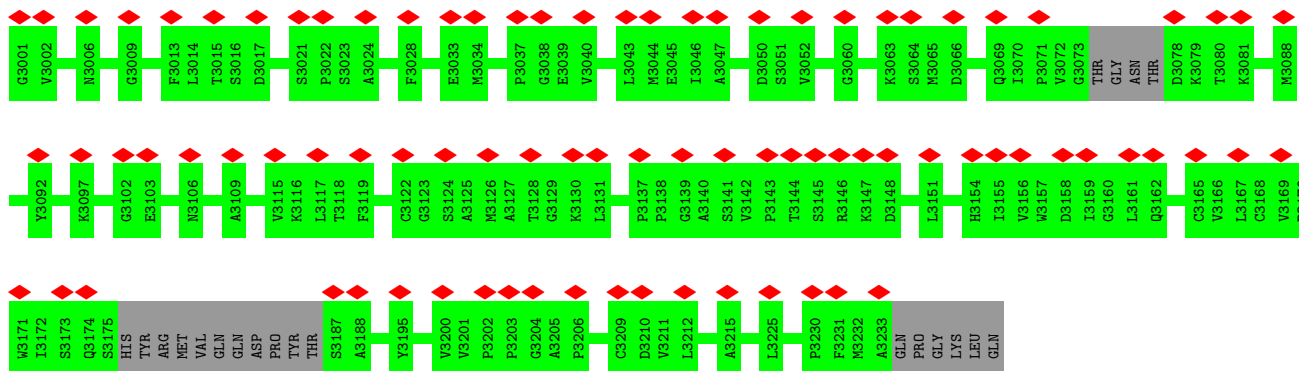 G3001 V3002 N3006 G3009 F3013 L3014 T3015 S3016 D3017 S3021 P3022 S3023 A3024 F3028 E3033 M3034 P3037 G3038 E3039 V3040 L3043 M3044 E3045 I3046 A3047 D3050 S3051 V3052 G3060 K3063 S3064 M3065 D3066 Q3069 I3070 P3071 V3072 G3073 THR GLY ASN THR D3078 K3079 T3080 K3081 M3088
Y3092 K3097 G3102 E3103 N3106 A3109 V3115 K3116 L3117 T3118 F3119 C3122 G3123 S3124 A3125 M3126 A3127 T3128 G3129 K3130 L3131 P3137 P3138 G3139 A3140 S3141 V3142 P3143 T3144 S3145 R3146 K3147 D3148 L3151 H3154 I3155 V3156 W3157 D3158 I3159 G3160 L3161 Q3162 C3165 V3166 L3167 C3168 V3169
W3171 I3172 S3173 Q3174 S3175 HIS TYR ARG MET VAL GLN GLN ASP PRO TYR THR S3187 A3188 Y3195 V3200 V3201 P3202 P3203 G3204 A3205 P3206 C3209 D3210 V3211 L3212 A3215 L3225 P3230 F3231 M3232 A3233 GLN PRO GLY LYS LEU GLN